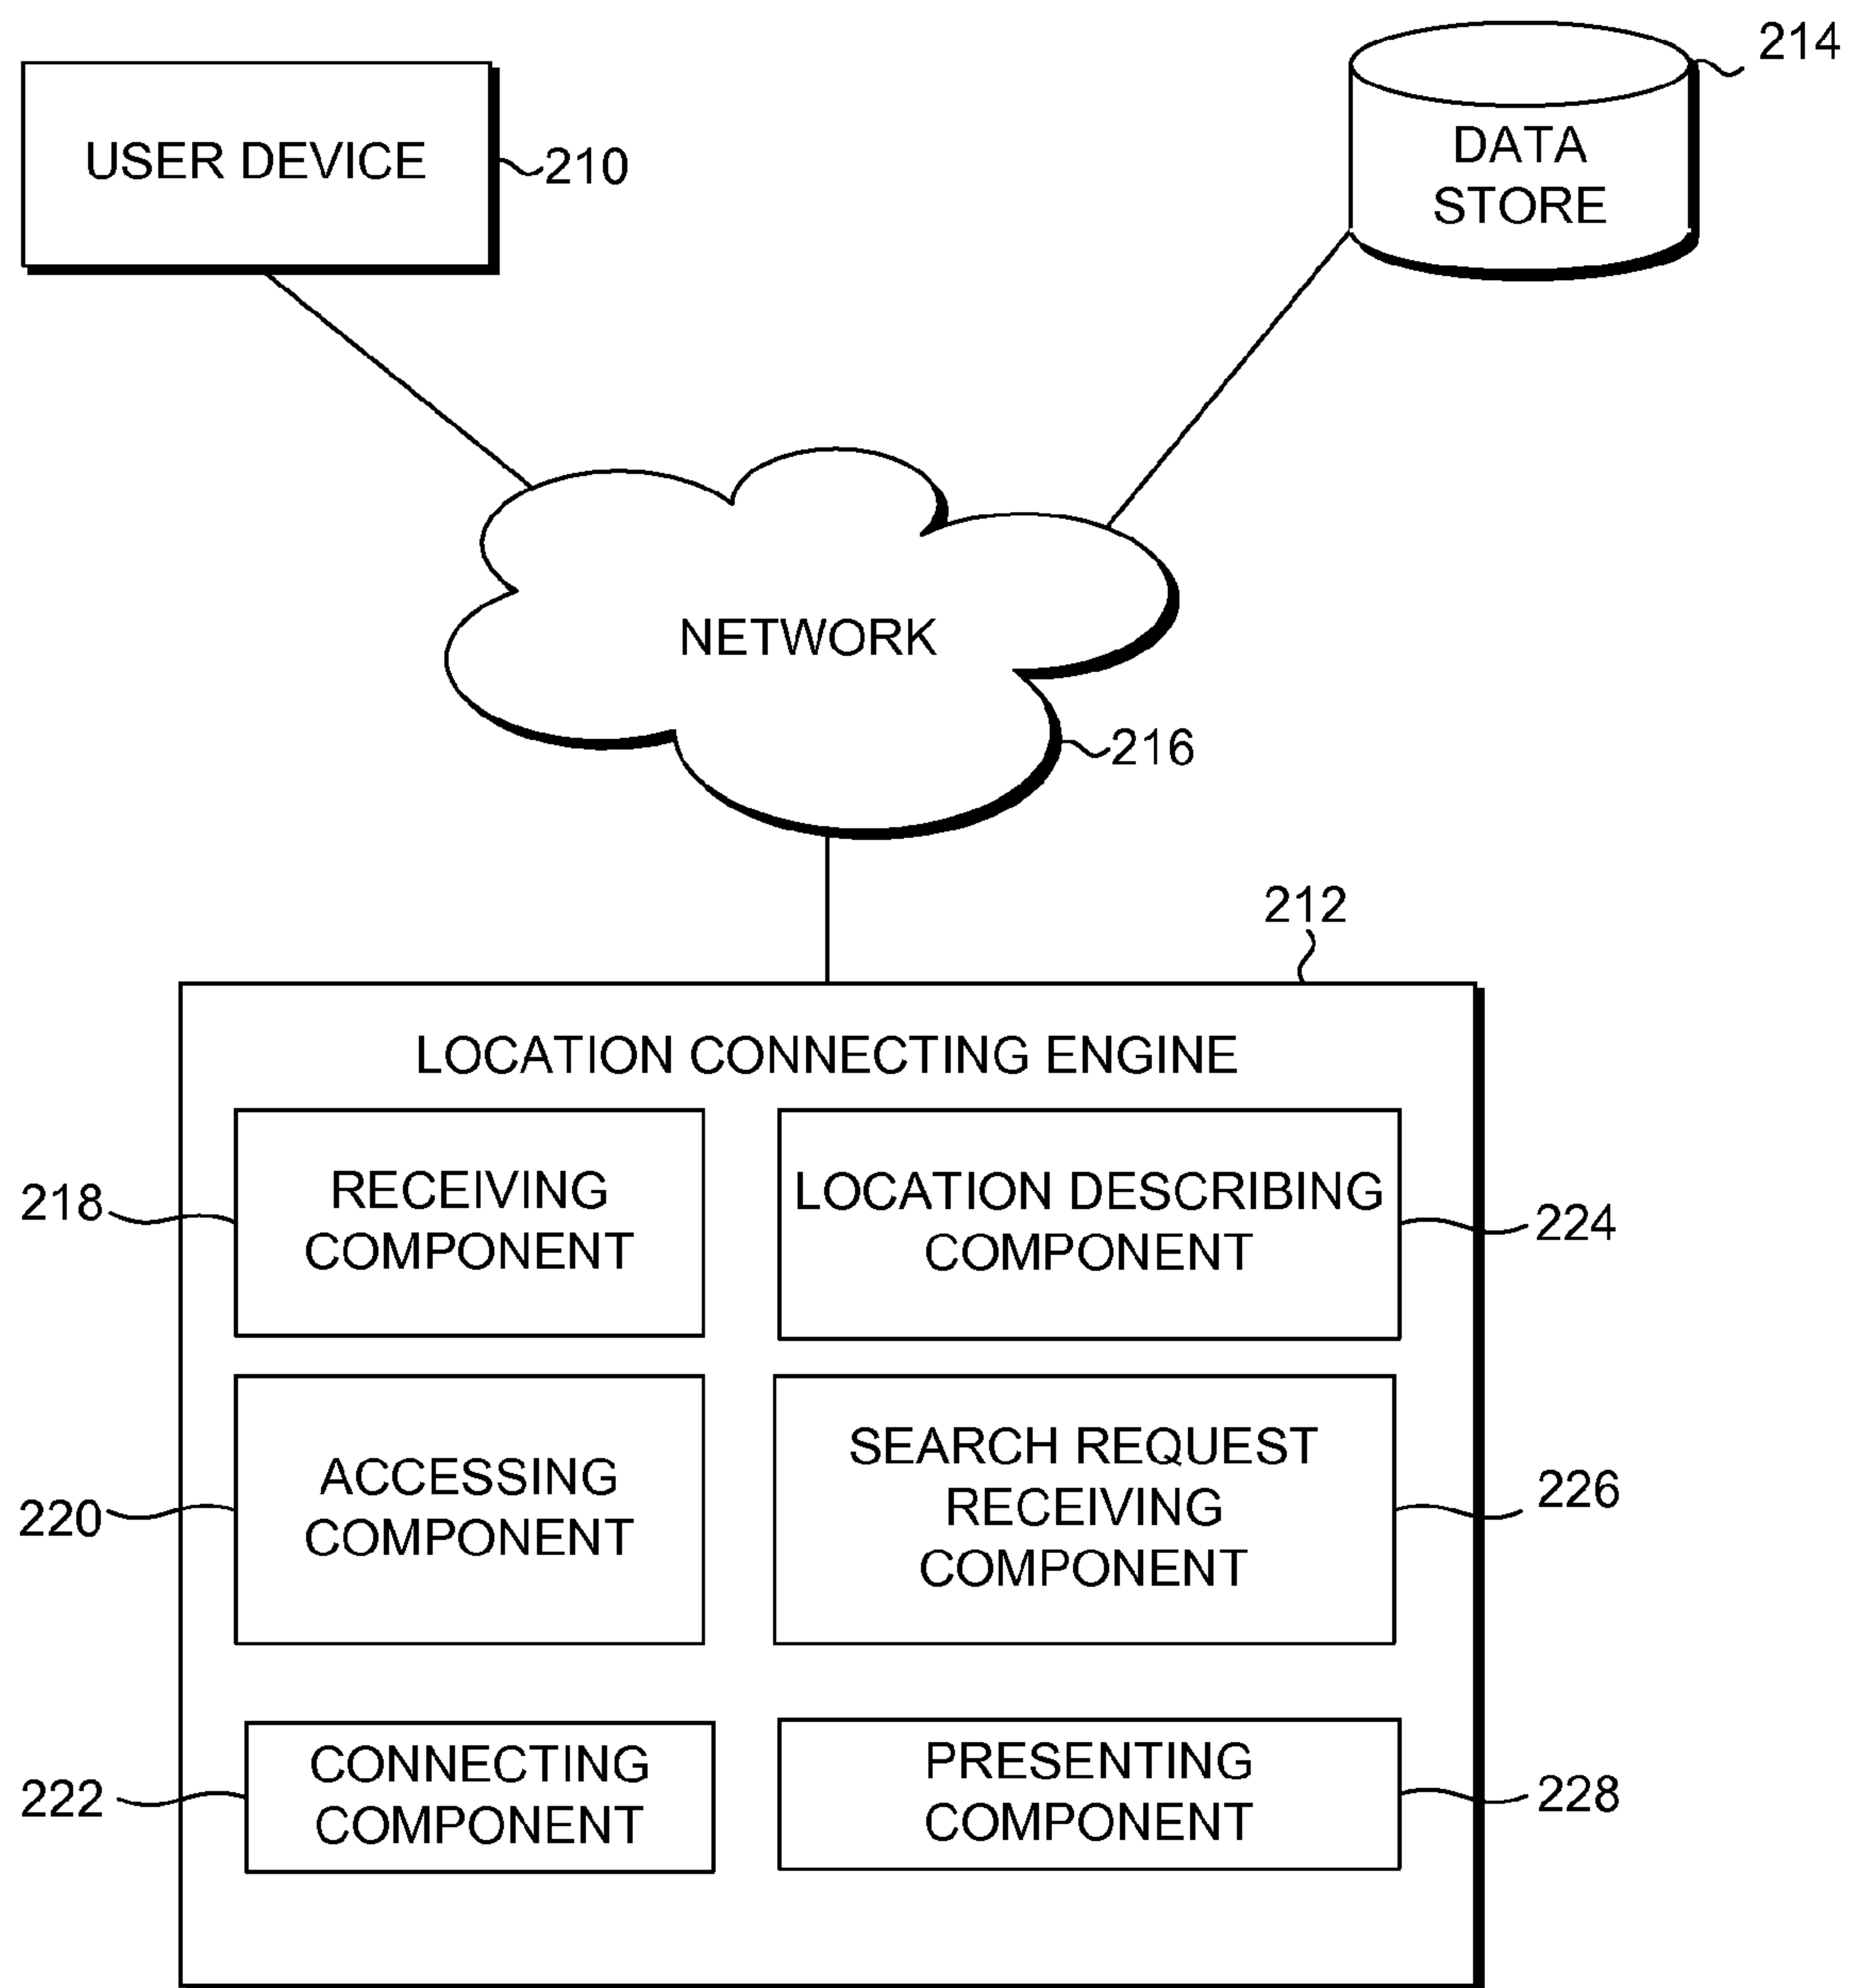 214
USER DEVICE
210
DATA
STORE
NETWORK
216
212
LOCATION CONNECTING ENGINE
218
RECEIVING
COMPONENT
LOCATION DESCRIBING
COMPONENT
224
220
ACCESSING
COMPONENT
SEARCH REQUEST
RECEIVING
COMPONENT
226
222
CONNECTING
COMPONENT
PRESENTING
COMPONENT
228